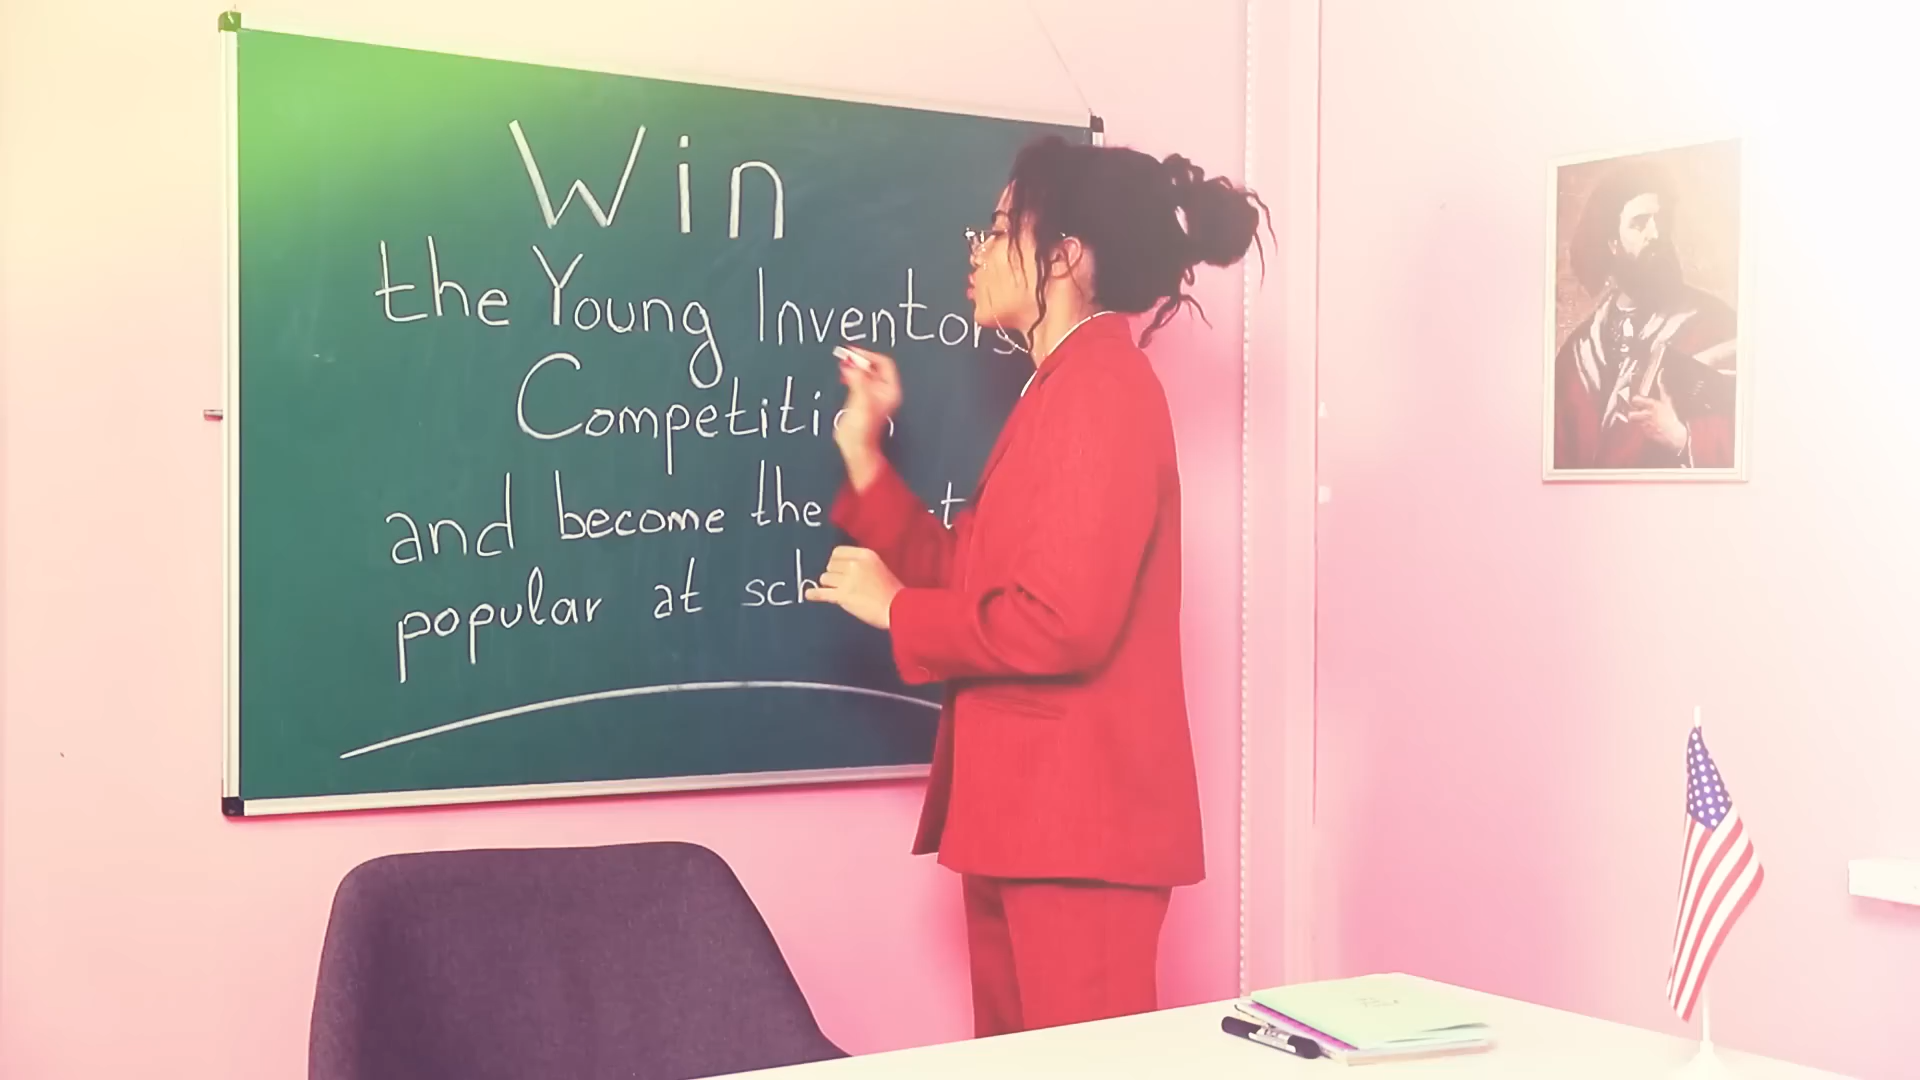 Win
the Young Inventors
Competition
and become the
popular at